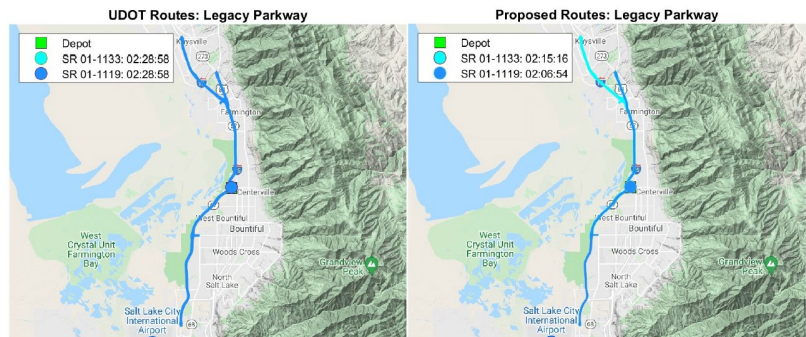 UDOT Routes: Legacy Parkway
Depot
SR 01-1133: 02:28:58
SR 01-1119: 02:28:58
Kaysville
273
Farmington
Centerville
West Bountiful
Bountiful
Woods Cross
West
Crystal Unit
Farmington
Bay
North
Salt Lake
Grandview
Peak
Salt Lake City
International
Airport
68
Proposed Routes: Legacy Parkway
Depot
SR 01-1133: 02:15:16
SR 01-1119: 02:06:54
Kaysville
273
Farmington
Centerville
West Bountiful
Bountiful
Woods Cross
West
Crystal Unit
Farmington
Bay
North
Salt Lake
Grandview
Peak
Salt Lake City
International
Airport
68